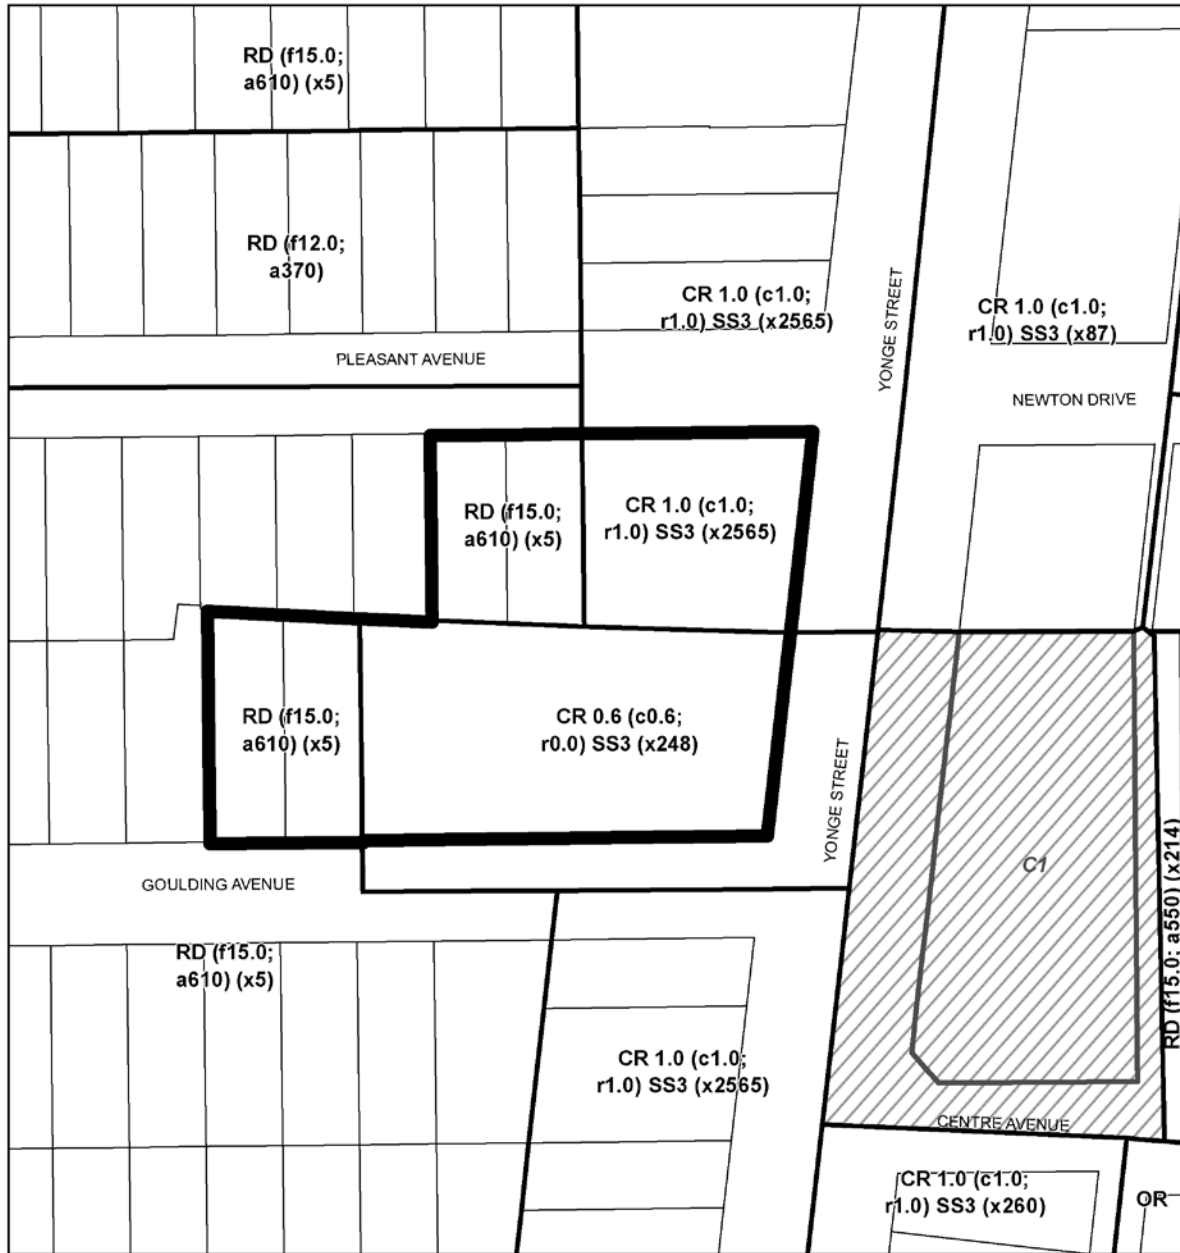 RD (f15.0;
a610) (x5)
RD (f12.0;
a370)
CR 1.0 (c1.0;
r1.0) SS3 (x2565)
YONGE STREET
CR 1.0 (c1.0;
r1.0) SS3 (x87)
PLEASANT AVENUE
NEWTON DRIVE
RD (f15.0;
a610) (x5)
CR 1.0 (c1.0;
r1.0) SS3 (x2565)
RD (f15.0;
a610) (x5)
CR 0.6 (c0.6;
r0.0) SS3 (x248)
YONGE STREET
C1
RD (f15.0; a550) (x214)
GOULDING AVENUE
RD (f15.0;
a610) (x5)
CR 1.0 (c1.0;
r1.0) SS3 (x2565)
CENTRE AVENUE
CR 1.0 (c1.0;
r1.0) SS3 (x260)
OR